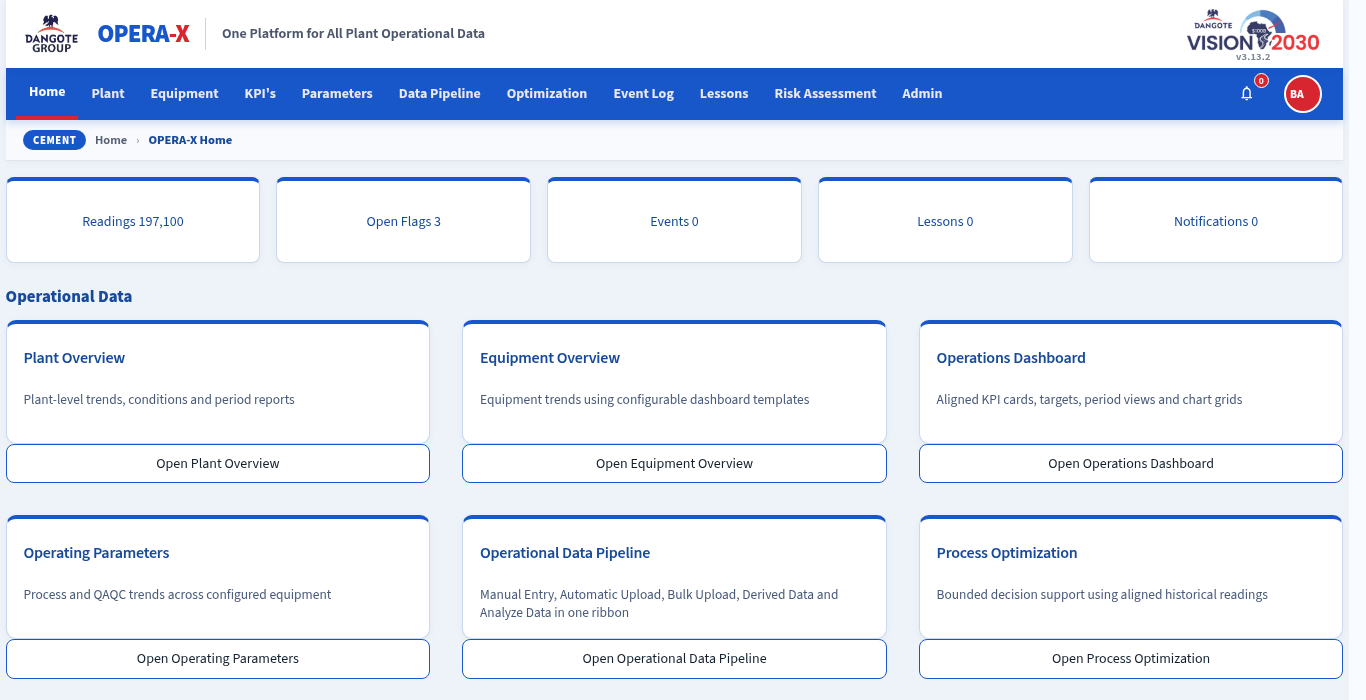 DANGOTE
GROUP
OPERA-X
One Platform for All Plant Operational Data
DANGOTE
VISION 2030
v3.13.2
Home Plant Equipment KPI's Parameters Data Pipeline Optimization Event Log Lessons Risk Assessment Admin 0 BA
CEMENT Home › OPERA-X Home
Readings 197,100
Open Flags 3
Events 0
Lessons 0
Notifications 0
Operational Data
Plant Overview
Plant-level trends, conditions and period reports
Open Plant Overview
Equipment Overview
Equipment trends using configurable dashboard templates
Open Equipment Overview
Operations Dashboard
Aligned KPI cards, targets, period views and chart grids
Open Operations Dashboard
Operating Parameters
Process and QAQC trends across configured equipment
Open Operating Parameters
Operational Data Pipeline
Manual Entry, Automatic Upload, Bulk Upload, Derived Data and
Analyze Data in one ribbon
Open Operational Data Pipeline
Process Optimization
Bounded decision support using aligned historical readings
Open Process Optimization